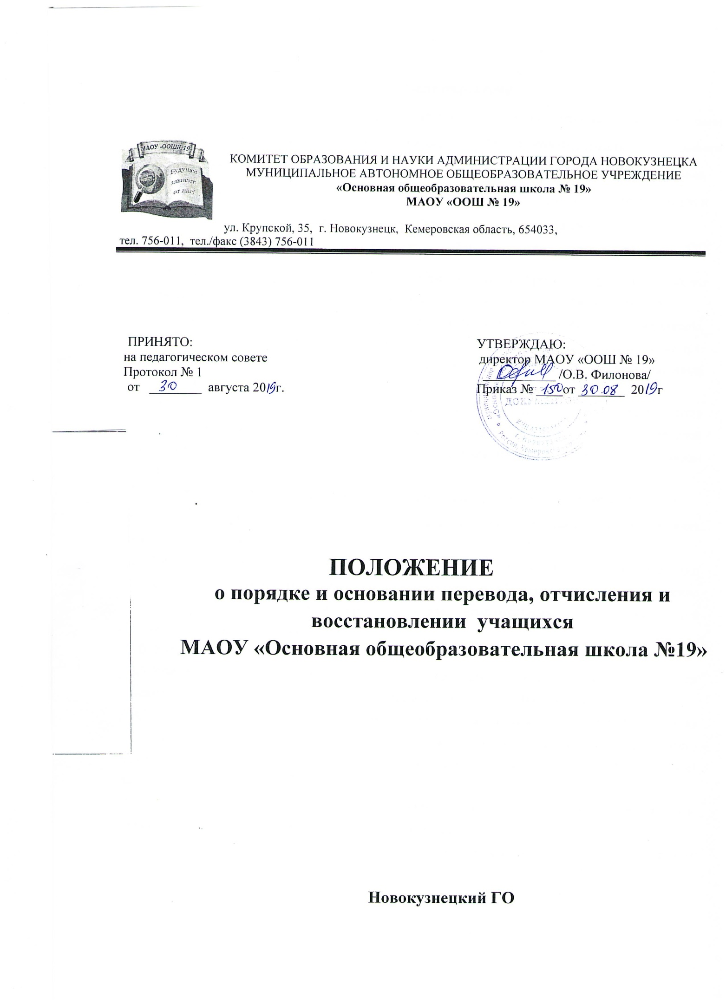 МАОУ «ООШ№19»
Будущее
зависит
от нас!
КОМИТЕТ ОБРАЗОВАНИЯ И НАУКИ АДМИНИСТРАЦИИ ГОРОДА НОВОКУЗНЕЦКА
МУНИЦИПАЛЬНОЕ АВТОНОМНОЕ ОБЩЕОБРАЗОВАТЕЛЬНОЕ УЧРЕЖДЕНИЕ
«Основная общеобразовательная школа № 19»
МАОУ «ООШ № 19»
ул. Крупской, 35, г. Новокузнецк, Кемеровская область, 654033,
тел. 756-011, тел./факс (3843) 756-011
ПРИНЯТО:
на педагогическом совете
Протокол № 1
от 30 августа 2019г.
УТВЕРЖДАЮ:
директор МАОУ «ООШ № 19»
/О.В. Филонова/
Приказ № 150 от 30.08 2019г
ПОЛОЖЕНИЕ
о порядке и основании перевода, отчисления и
восстановлении учащихся
МАОУ «Основная общеобразовательная школа №19»
Новокузнецкий ГО